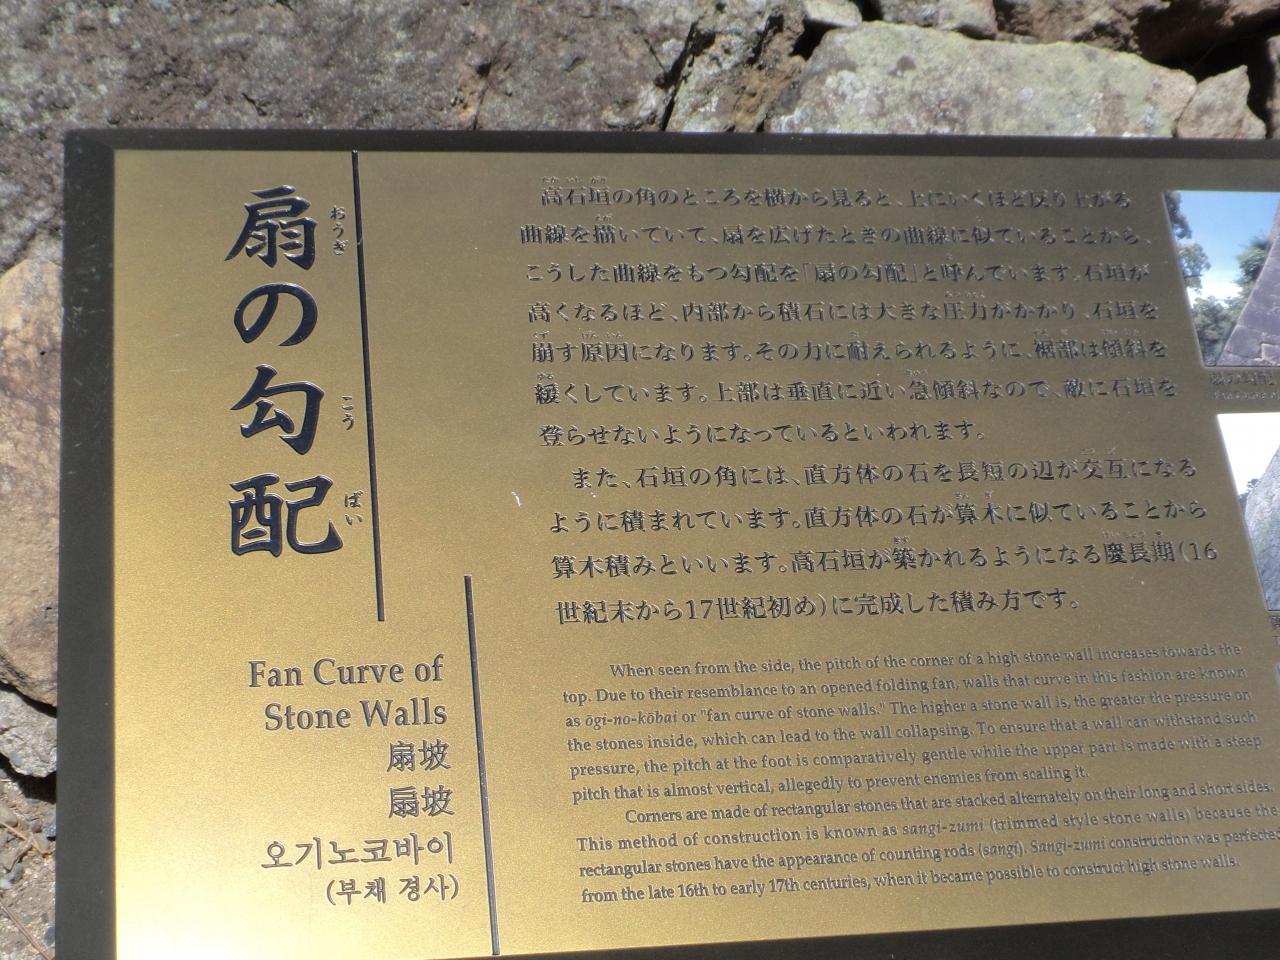 扇の勾配
おうぎ
こう
ばい
Fan Curve of
Stone Walls
扇坡
扇坡
오기노코바이
(부채 경사)
高石垣の角のところを横から見ると、上にいくほど反り上がる
曲線を描いていて、扇を広げたときの曲線に似ていることから、
こうした曲線をもつ勾配を「扇の勾配」と呼んでいます。石垣が
高くなるほど、内部から積石には大きな圧力がかかり、石垣を
崩す原因になります。その力に耐えられるように、裾部は傾斜を
緩くしています。上部は垂直に近い急傾斜なので、敵に石垣を
登らせないようになっているといわれます。
また、石垣の角には、直方体の石を長短の辺が交互になる
ように積まれています。直方体の石が算木に似ていることから
算木積みといいます。高石垣が築かれるようになる慶長期(16
世紀末から17世紀初め)に完成した積み方です。
When seen from the side, the pitch of the corner of a high stone wall increases towards the
top. Due to their resemblance to an opened folding fan, walls that curve in this fashion are known
as ōgi-no-kōbai or "fan curve of stone walls." The higher a stone wall is, the greater the pressure on
the stones inside, which can lead to the wall collapsing. To ensure that a wall can withstand such
pressure, the pitch at the foot is comparatively gentle while the upper part is made with a steep
pitch that is almost vertical, allegedly to prevent enemies from scaling it.
Corners are made of rectangular stones that are stacked alternately on their long and short sides.
This method of construction is known as sangi-zumi (trimmed style stone walls) because the
rectangular stones have the appearance of counting rods (sangi). Sangi-zumi construction was perfected
from the late 16th to early 17th centuries, when it became possible to construct high stone walls.